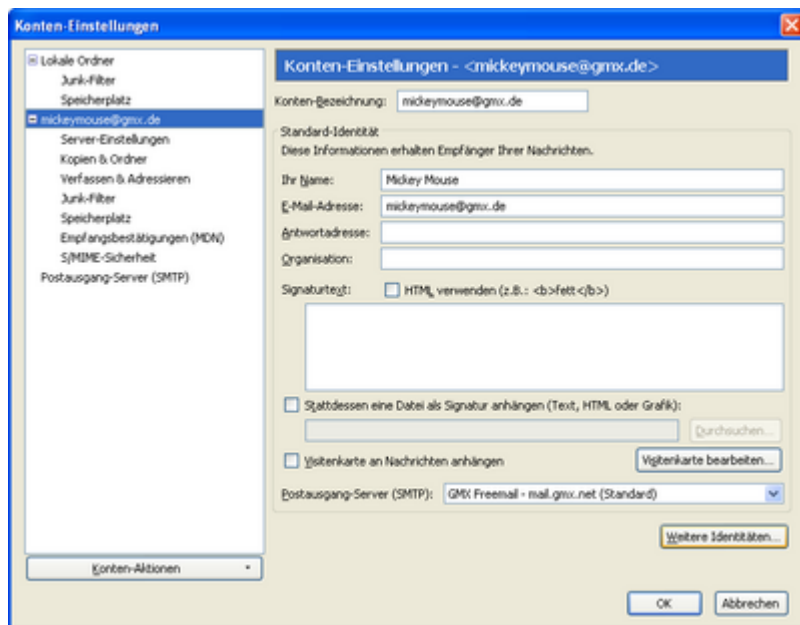 Konten-Einstellungen
Lokale Ordner
Junk-Filter
Speicherplatz
mickeymouse@gmx.de
Server-Einstellungen
Kopien & Ordner
Verfassen & Adressieren
Junk-Filter
Speicherplatz
Empfangsbestätigungen (MDN)
S/MIME-Sicherheit
Postausgang-Server (SMTP)
Konten-Aktionen
Konten-Einstellungen - <mickeymouse@gmx.de>
Konten-Bezeichnung: mickeymouse@gmx.de
Standard-Identität
Diese Informationen erhalten Empfänger Ihrer Nachrichten.
Ihr Name: Mickey Mouse
E-Mail-Adresse: mickeymouse@gmx.de
Antwortadresse:
Organisation:
Signaturtext: HTML verwenden (z.B.: <b>fett</b>)
Stattdessen eine Datei als Signatur anhängen (Text, HTML oder Grafik):
Durchsuchen...
Visitenkarte an Nachrichten anhängen Visitenkarte bearbeiten...
Postausgang-Server (SMTP): GMX Freemail - mail.gmx.net (Standard)
Weitere Identitäten...
OK Abbrechen